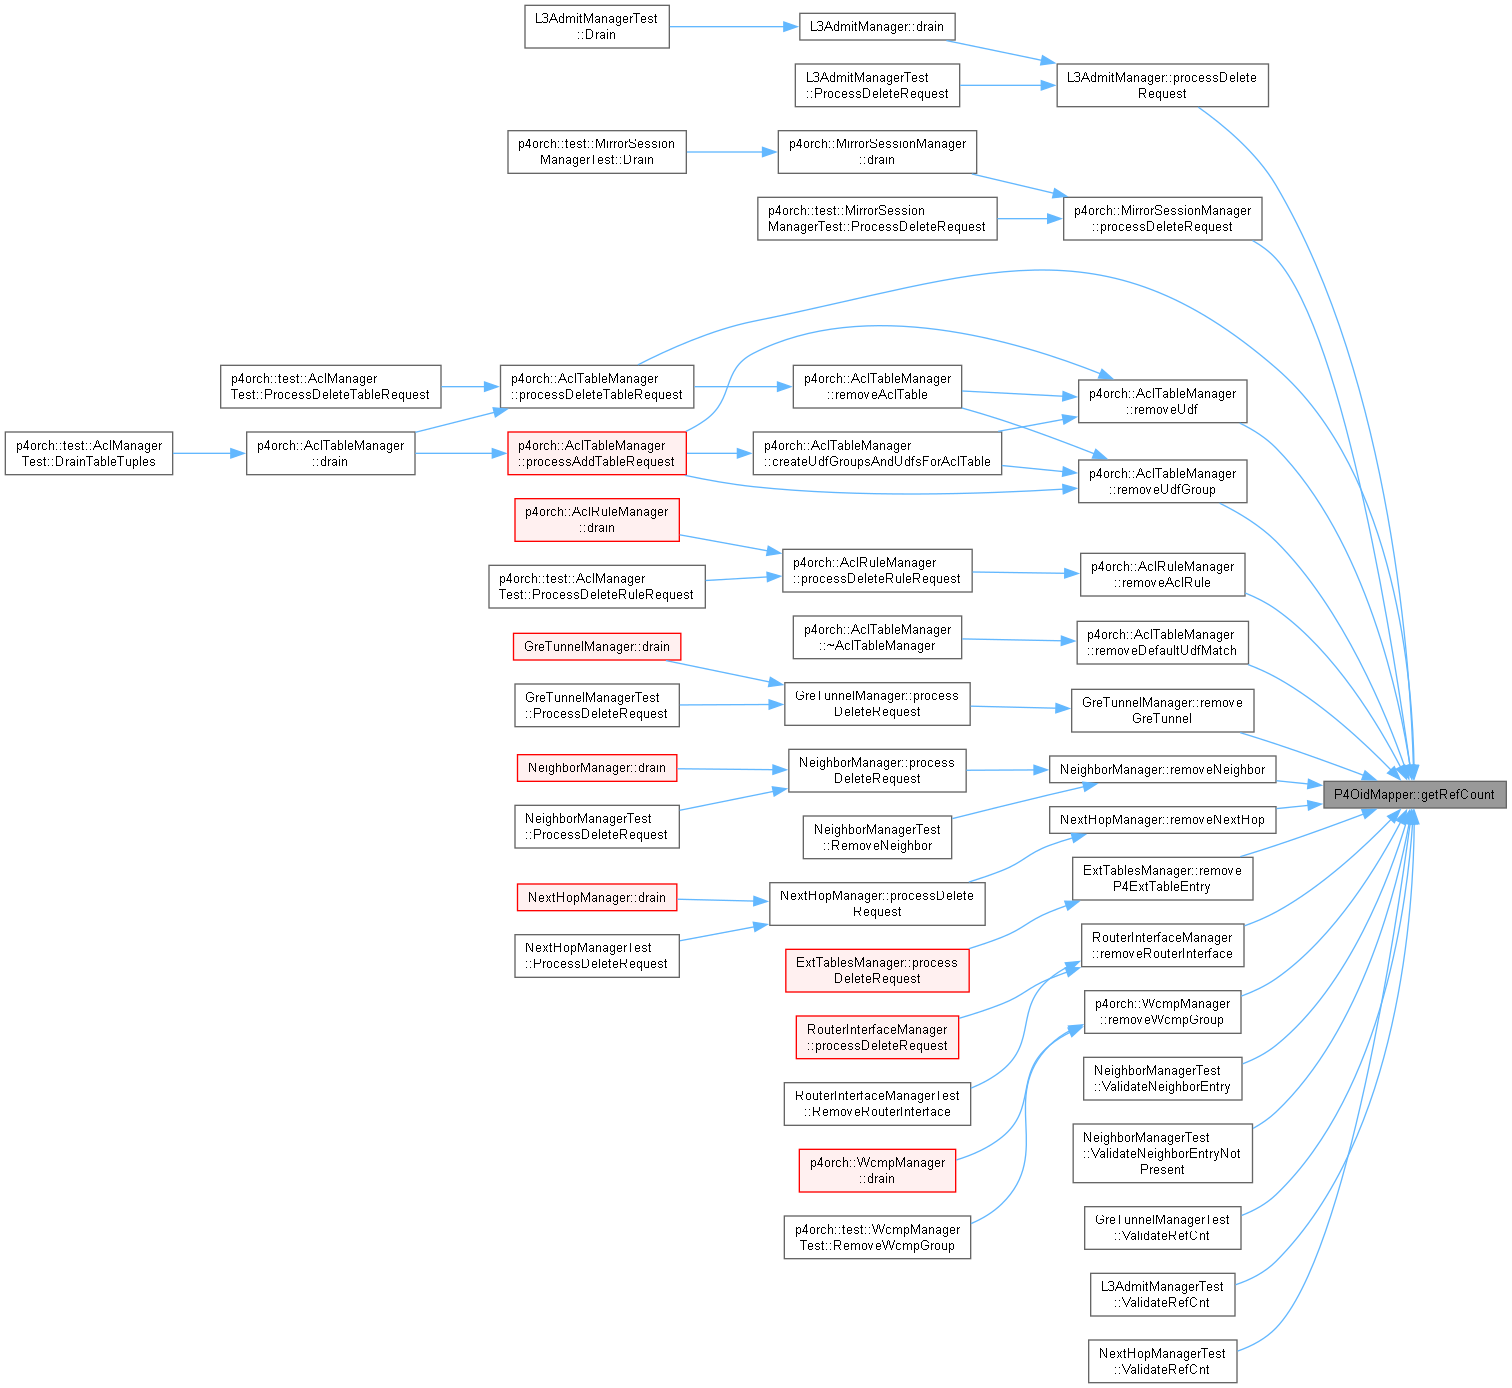 L3AdmitManagerTest
::Drain
L3AdmitManager::drain
L3AdmitManagerTest
::ProcessDeleteRequest
L3AdmitManager::processDelete
Request
p4orch::test::MirrorSession
ManagerTest::Drain
p4orch::MirrorSessionManager
::drain
p4orch::test::MirrorSession
ManagerTest::ProcessDeleteRequest
p4orch::MirrorSessionManager
::processDeleteRequest
p4orch::test::AclManager
Test::ProcessDeleteTableRequest
p4orch::AclTableManager
::processDeleteTableRequest
p4orch::AclTableManager
::removeAclTable
p4orch::AclTableManager
::removeUdf
p4orch::test::AclManager
Test::DrainTableTuples
p4orch::AclTableManager
::drain
p4orch::AclTableManager
::processAddTableRequest
p4orch::AclTableManager
::createUdfGroupsAndUdfsForAclTable
p4orch::AclTableManager
::removeUdfGroup
p4orch::AclRuleManager
::drain
p4orch::test::AclManager
Test::ProcessDeleteRuleRequest
p4orch::AclRuleManager
::processDeleteRuleRequest
p4orch::AclRuleManager
::removeAclRule
p4orch::AclTableManager
::~AclTableManager
p4orch::AclTableManager
::removeDefaultUdfMatch
GreTunnelManager::drain
GreTunnelManagerTest
::ProcessDeleteRequest
GreTunnelManager::process
DeleteRequest
GreTunnelManager::remove
GreTunnel
NeighborManager::drain
NeighborManagerTest
::ProcessDeleteRequest
NeighborManager::process
DeleteRequest
NeighborManager::removeNeighbor
NeighborManagerTest
::RemoveNeighbor
P4OidMapper::getRefCount
NextHopManager::removeNextHop
NextHopManager::drain
NextHopManagerTest
::ProcessDeleteRequest
NextHopManager::processDelete
Request
ExtTablesManager::remove
P4ExtTableEntry
ExtTablesManager::process
DeleteRequest
RouterInterfaceManager
::removeRouterInterface
RouterInterfaceManager
::processDeleteRequest
RouterInterfaceManagerTest
::RemoveRouterInterface
p4orch::WcmpManager
::removeWcmpGroup
p4orch::WcmpManager
::drain
p4orch::test::WcmpManager
Test::RemoveWcmpGroup
NeighborManagerTest
::ValidateNeighborEntry
NeighborManagerTest
::ValidateNeighborEntryNot
Present
GreTunnelManagerTest
::ValidateRefCnt
L3AdmitManagerTest
::ValidateRefCnt
NextHopManagerTest
::ValidateRefCnt